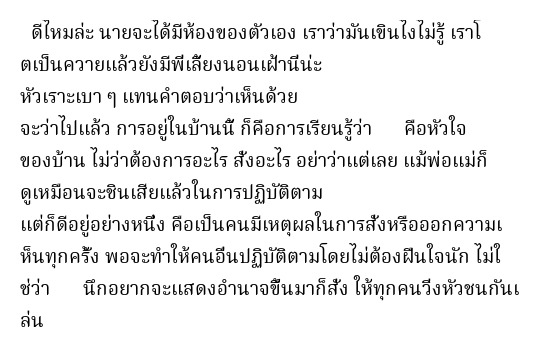 ดีไหมล่ะ นายจะได้มีห้องของตัวเอง เราว่ามันเขินไงไม่รู้ เราโ
ตเป็นควายแล้วยังมีพี่เลี้ยงนอนเฝ้านี่น่ะ
หัวเราะเบา ๆ แทนคำตอบว่าเห็นด้วย
จะว่าไปแล้ว การอยู่ในบ้านนี้ ก็คือการเรียนรู้ว่า คือหัวใจ
ของบ้าน ไม่ว่าต้องการอะไร สั่งอะไร อย่าว่าแต่เลย แม้พ่อแม่ก็
ดูเหมือนจะชินเสียแล้วในการปฏิบัติตาม
แต่ก็ดีอยู่อย่างหนึ่ง คือเป็นคนมีเหตุผลในการสั่งหรือออกความเ
ห็นทุกครั้ง พอจะทำให้คนอื่นปฏิบัติตามโดยไม่ต้องฝืนใจนัก ไม่ใ
ช่ว่า นึกอยากจะแสดงอำนาจขึ้นมาก็สั่ง ให้ทุกคนวิ่งหัวชนกันเ
ล่น